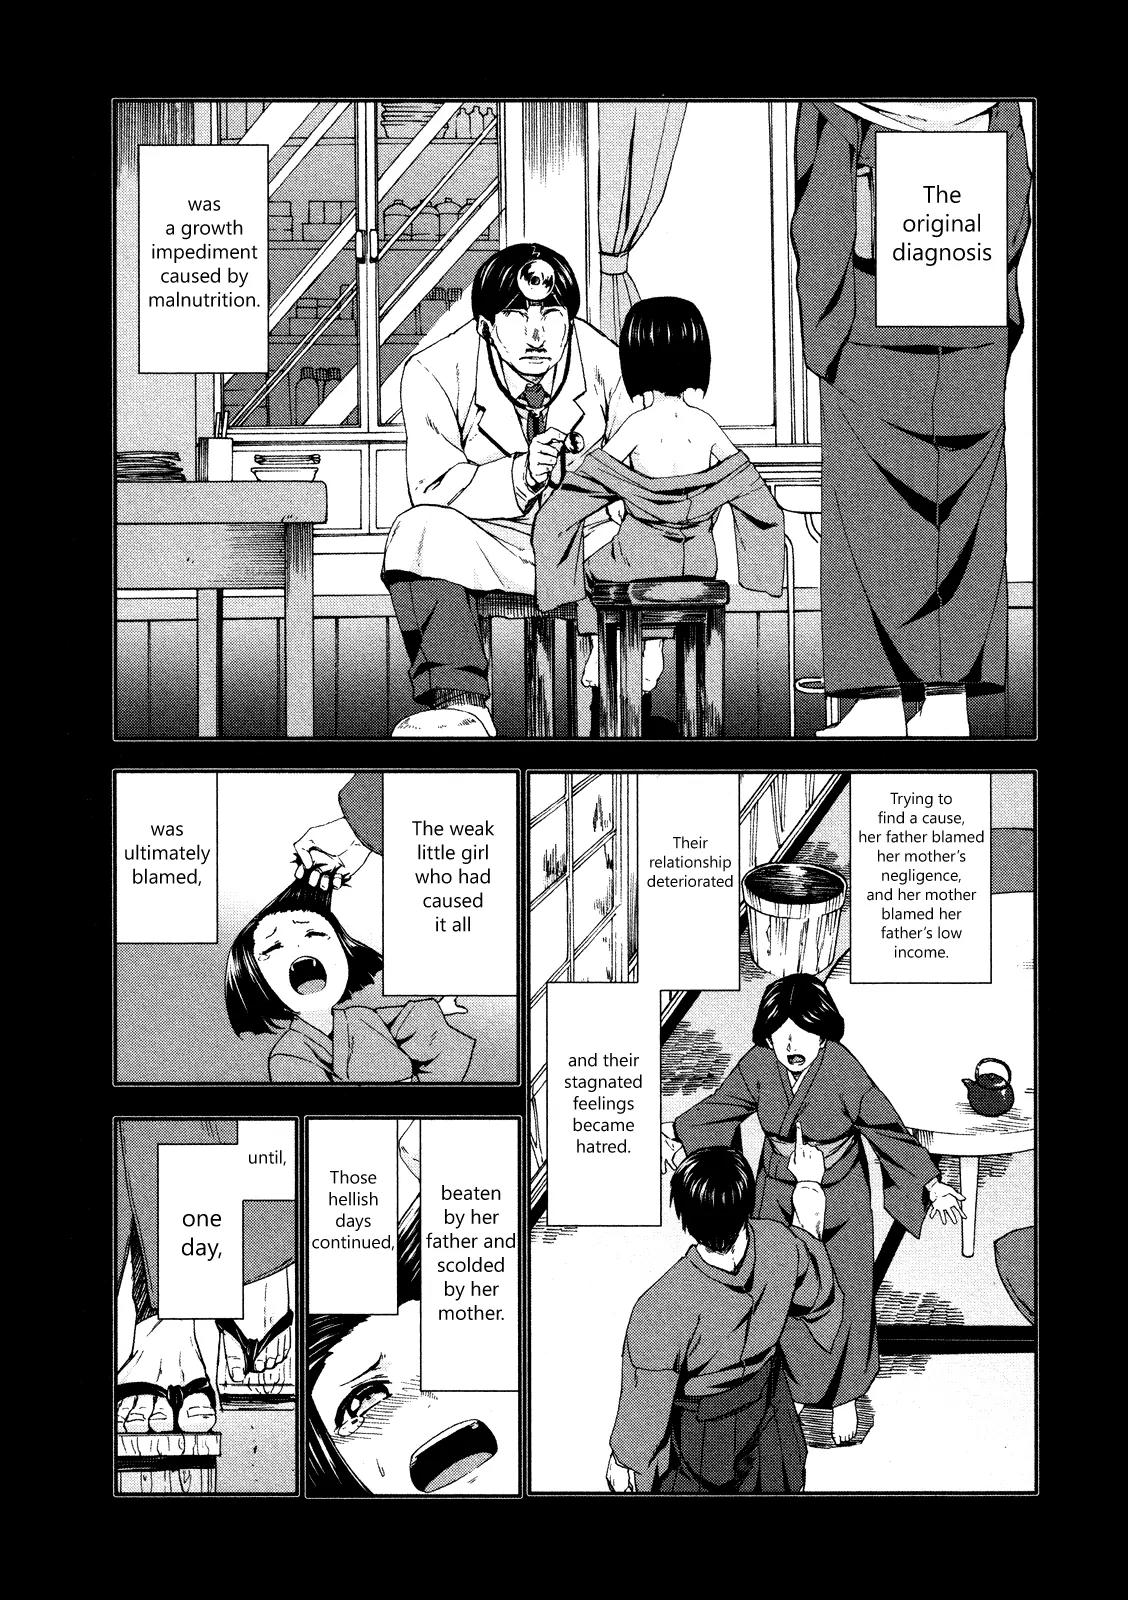 The
original
diagnosis
was
a growth
impediment
caused by
malnutrition.
Trying to
find a cause,
her father blamed
her mother's
negligence,
and her mother
blamed her
father's low
income.
Their
relationship
deteriorated
and their
stagnated
feelings
became
hatred.
The weak
little girl
who had
caused
it all
was
ultimately
blamed,
beaten
by her
father and
scolded
by her
mother.
Those
hellish
days
continued,
until,
one
day,